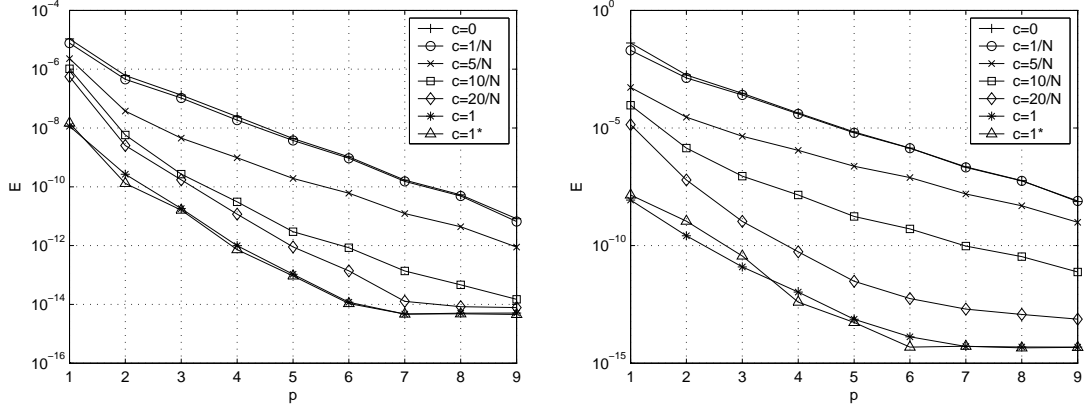 10^-4
10^-6
10^-8
10^-10
10^-12
10^-14
10^-16
E
1 2 3 4 5 6 7 8 9
p
c=0
c=1/N
c=5/N
c=10/N
c=20/N
c=1
c=1*
10^0
10^-5
10^-10
10^-15
E
1 2 3 4 5 6 7 8 9
p
c=0
c=1/N
c=5/N
c=10/N
c=20/N
c=1
c=1*